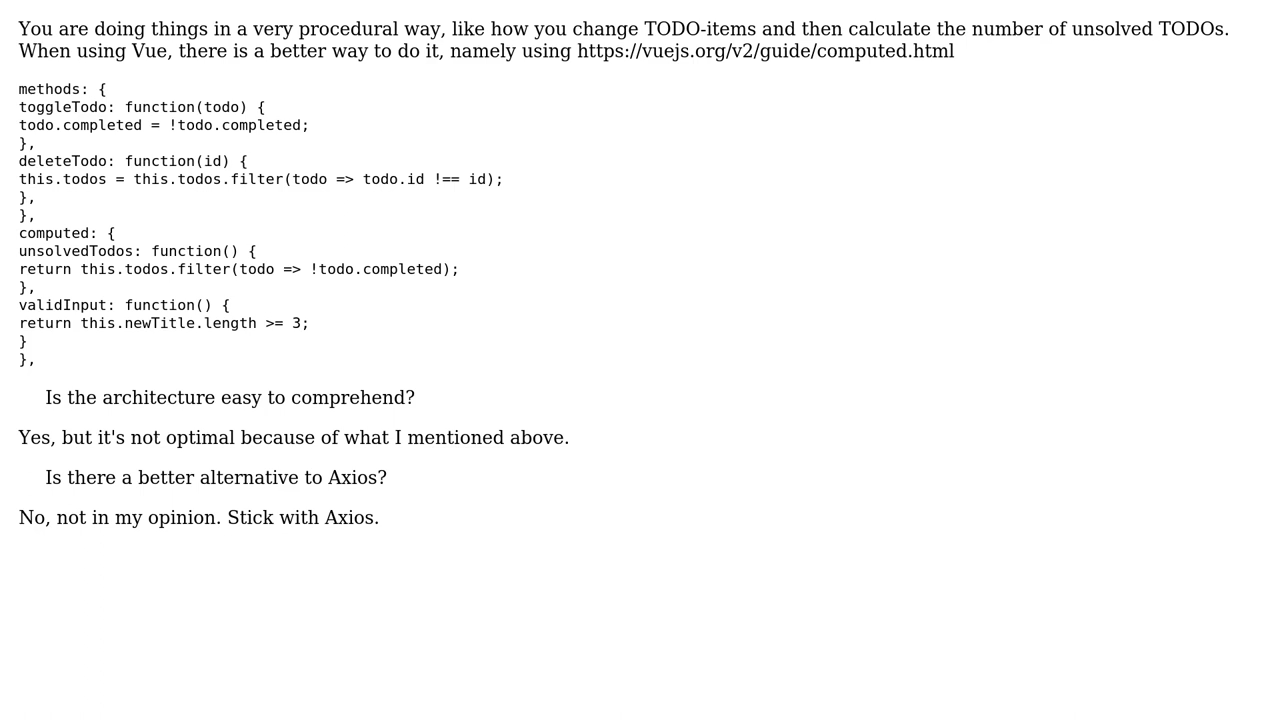 You are doing things in a very procedural way, like how you change TODO-items and then calculate the number of unsolved TODOs.
When using Vue, there is a better way to do it, namely using https://vuejs.org/v2/guide/computed.html
methods: {
toggleTodo: function(todo) {
todo.completed = !todo.completed;
},
deleteTodo: function(id) {
this.todos = this.todos.filter(todo => todo.id !== id);
},
},
computed: {
unsolvedTodos: function() {
return this.todos.filter(todo => !todo.completed);
},
validInput: function() {
return this.newTitle.length >= 3;
}
},
Is the architecture easy to comprehend?
Yes, but it's not optimal because of what I mentioned above.
Is there a better alternative to Axios?
No, not in my opinion. Stick with Axios.